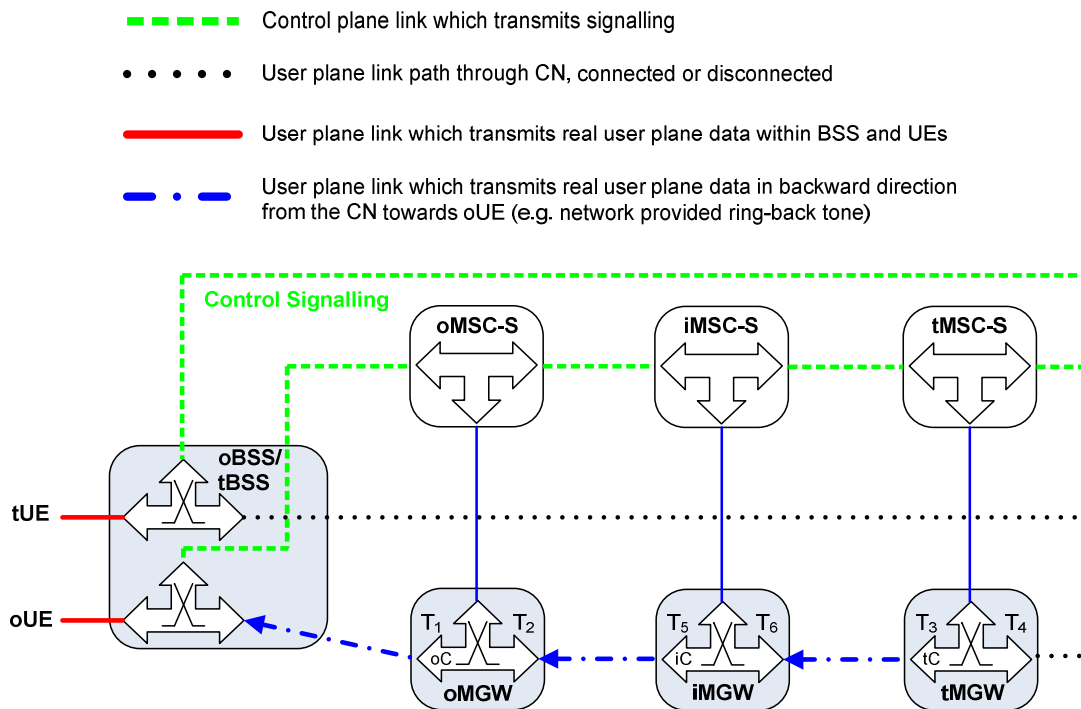 Control plane link which transmits signalling
User plane link path through CN, connected or disconnected
User plane link which transmits real user plane data within BSS and UEs
User plane link which transmits real user plane data in backward direction
from the CN towards oUE (e.g. network provided ring-back tone)
Control Signalling
oMSC-S
iMSC-S
tMSC-S
oBSS/
tBSS
tUE
oUE
T1
T2
T5
T6
T3
T4
oC
iC
tC
oMGW
iMGW
tMGW